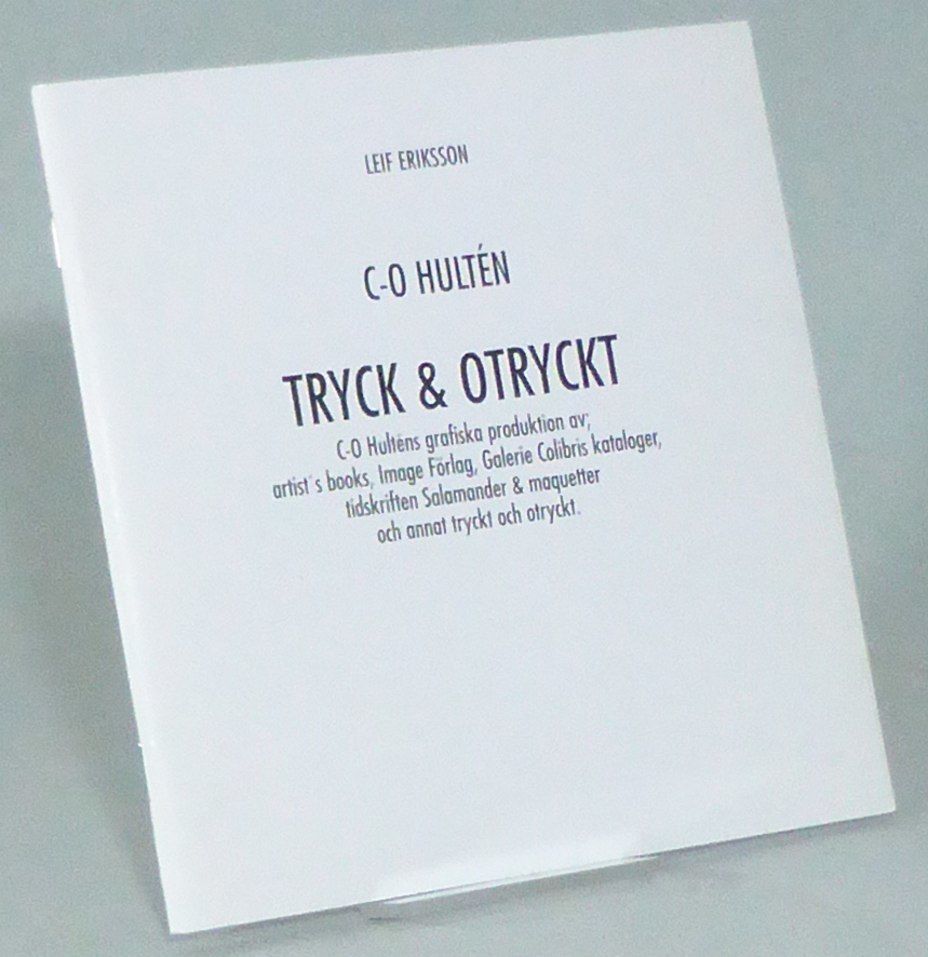 LEIF ERIKSSON
C-O HULTÉN
TRYCK & OTRYCKT
C-O Hulténs grafiska produktion av;
artist´s books, Image Förlag, Galerie Colibris kataloger,
tidskriften Salamander & maquetter
och annat tryckt och otryckt.